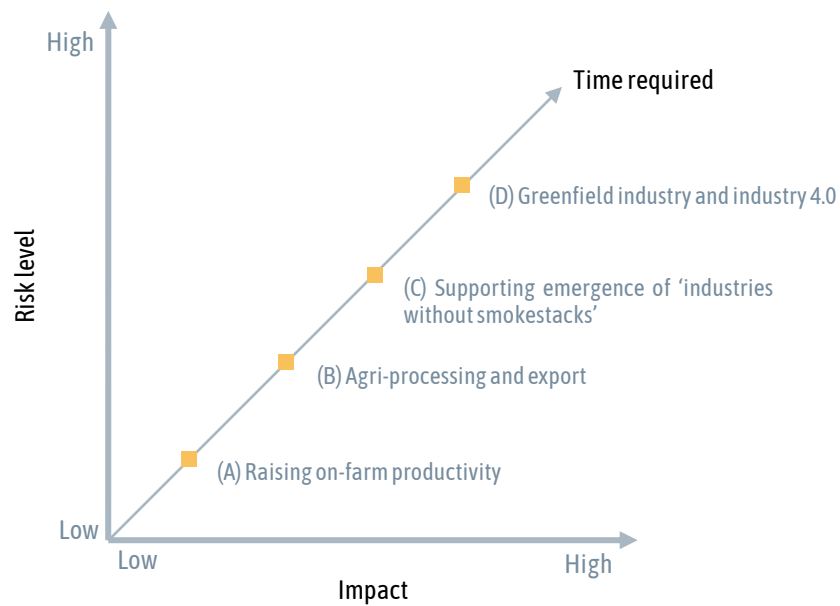 High
Time required
(D) Greenfield industry and industry 4.0
Risk level
(C) Supporting emergence of ‘industries
without smokestacks’
(B) Agri-processing and export
(A) Raising on-farm productivity
Low
Low
High
Impact